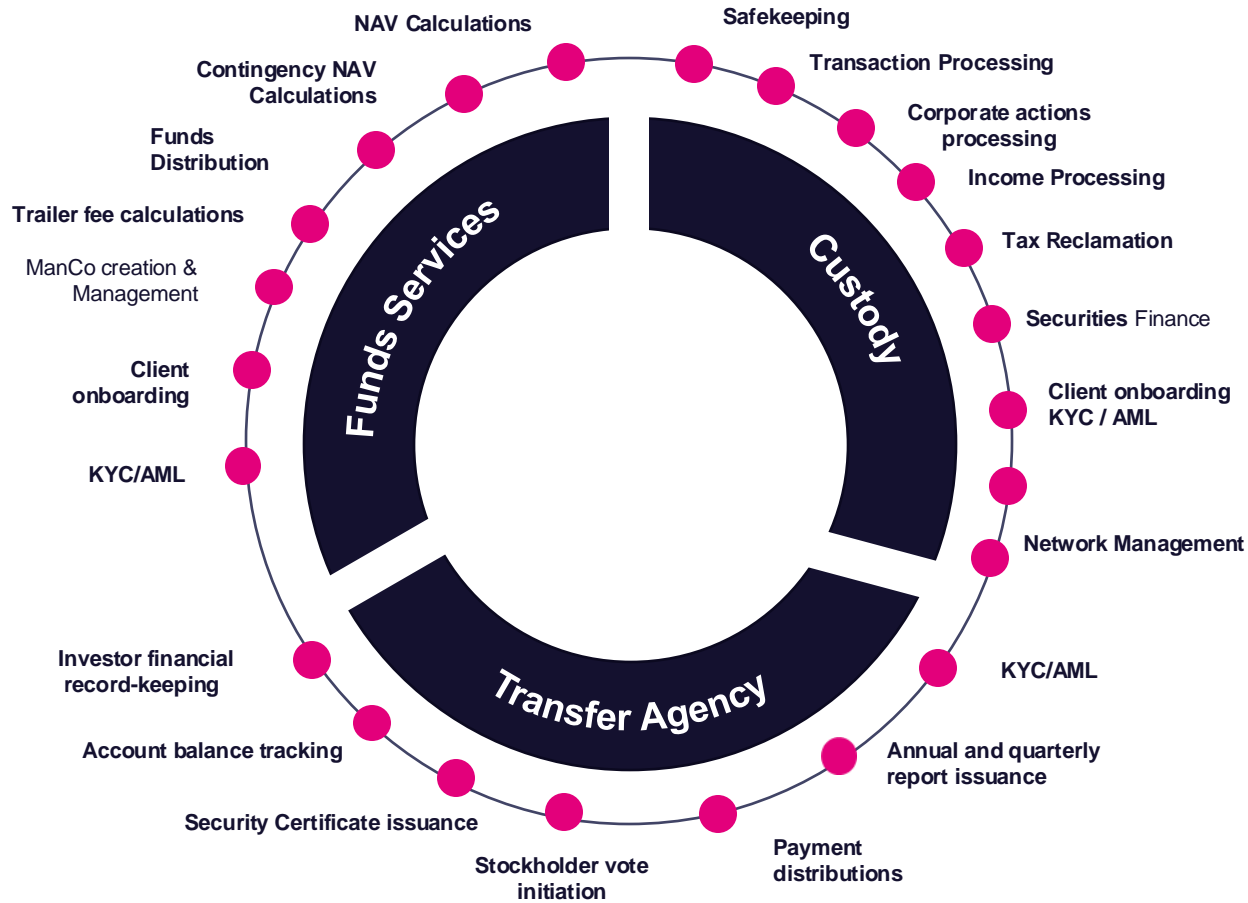 NAV Calculations
Safekeeping
Contingency NAV
Calculations
Transaction Processing
Funds
Distribution
Corporate actions
processing
Income Processing
Trailer fee calculations
Tax Reclamation
ManCo creation &
Management
Securities Finance
Client
onboarding
Client onboarding
KYC / AML
KYC/AML
Network Management
Funds Services
Custody
Transfer Agency
Investor financial
record-keeping
KYC/AML
Account balance tracking
Annual and quarterly
report issuance
Security Certificate issuance
Stockholder vote
initiation
Payment
distributions